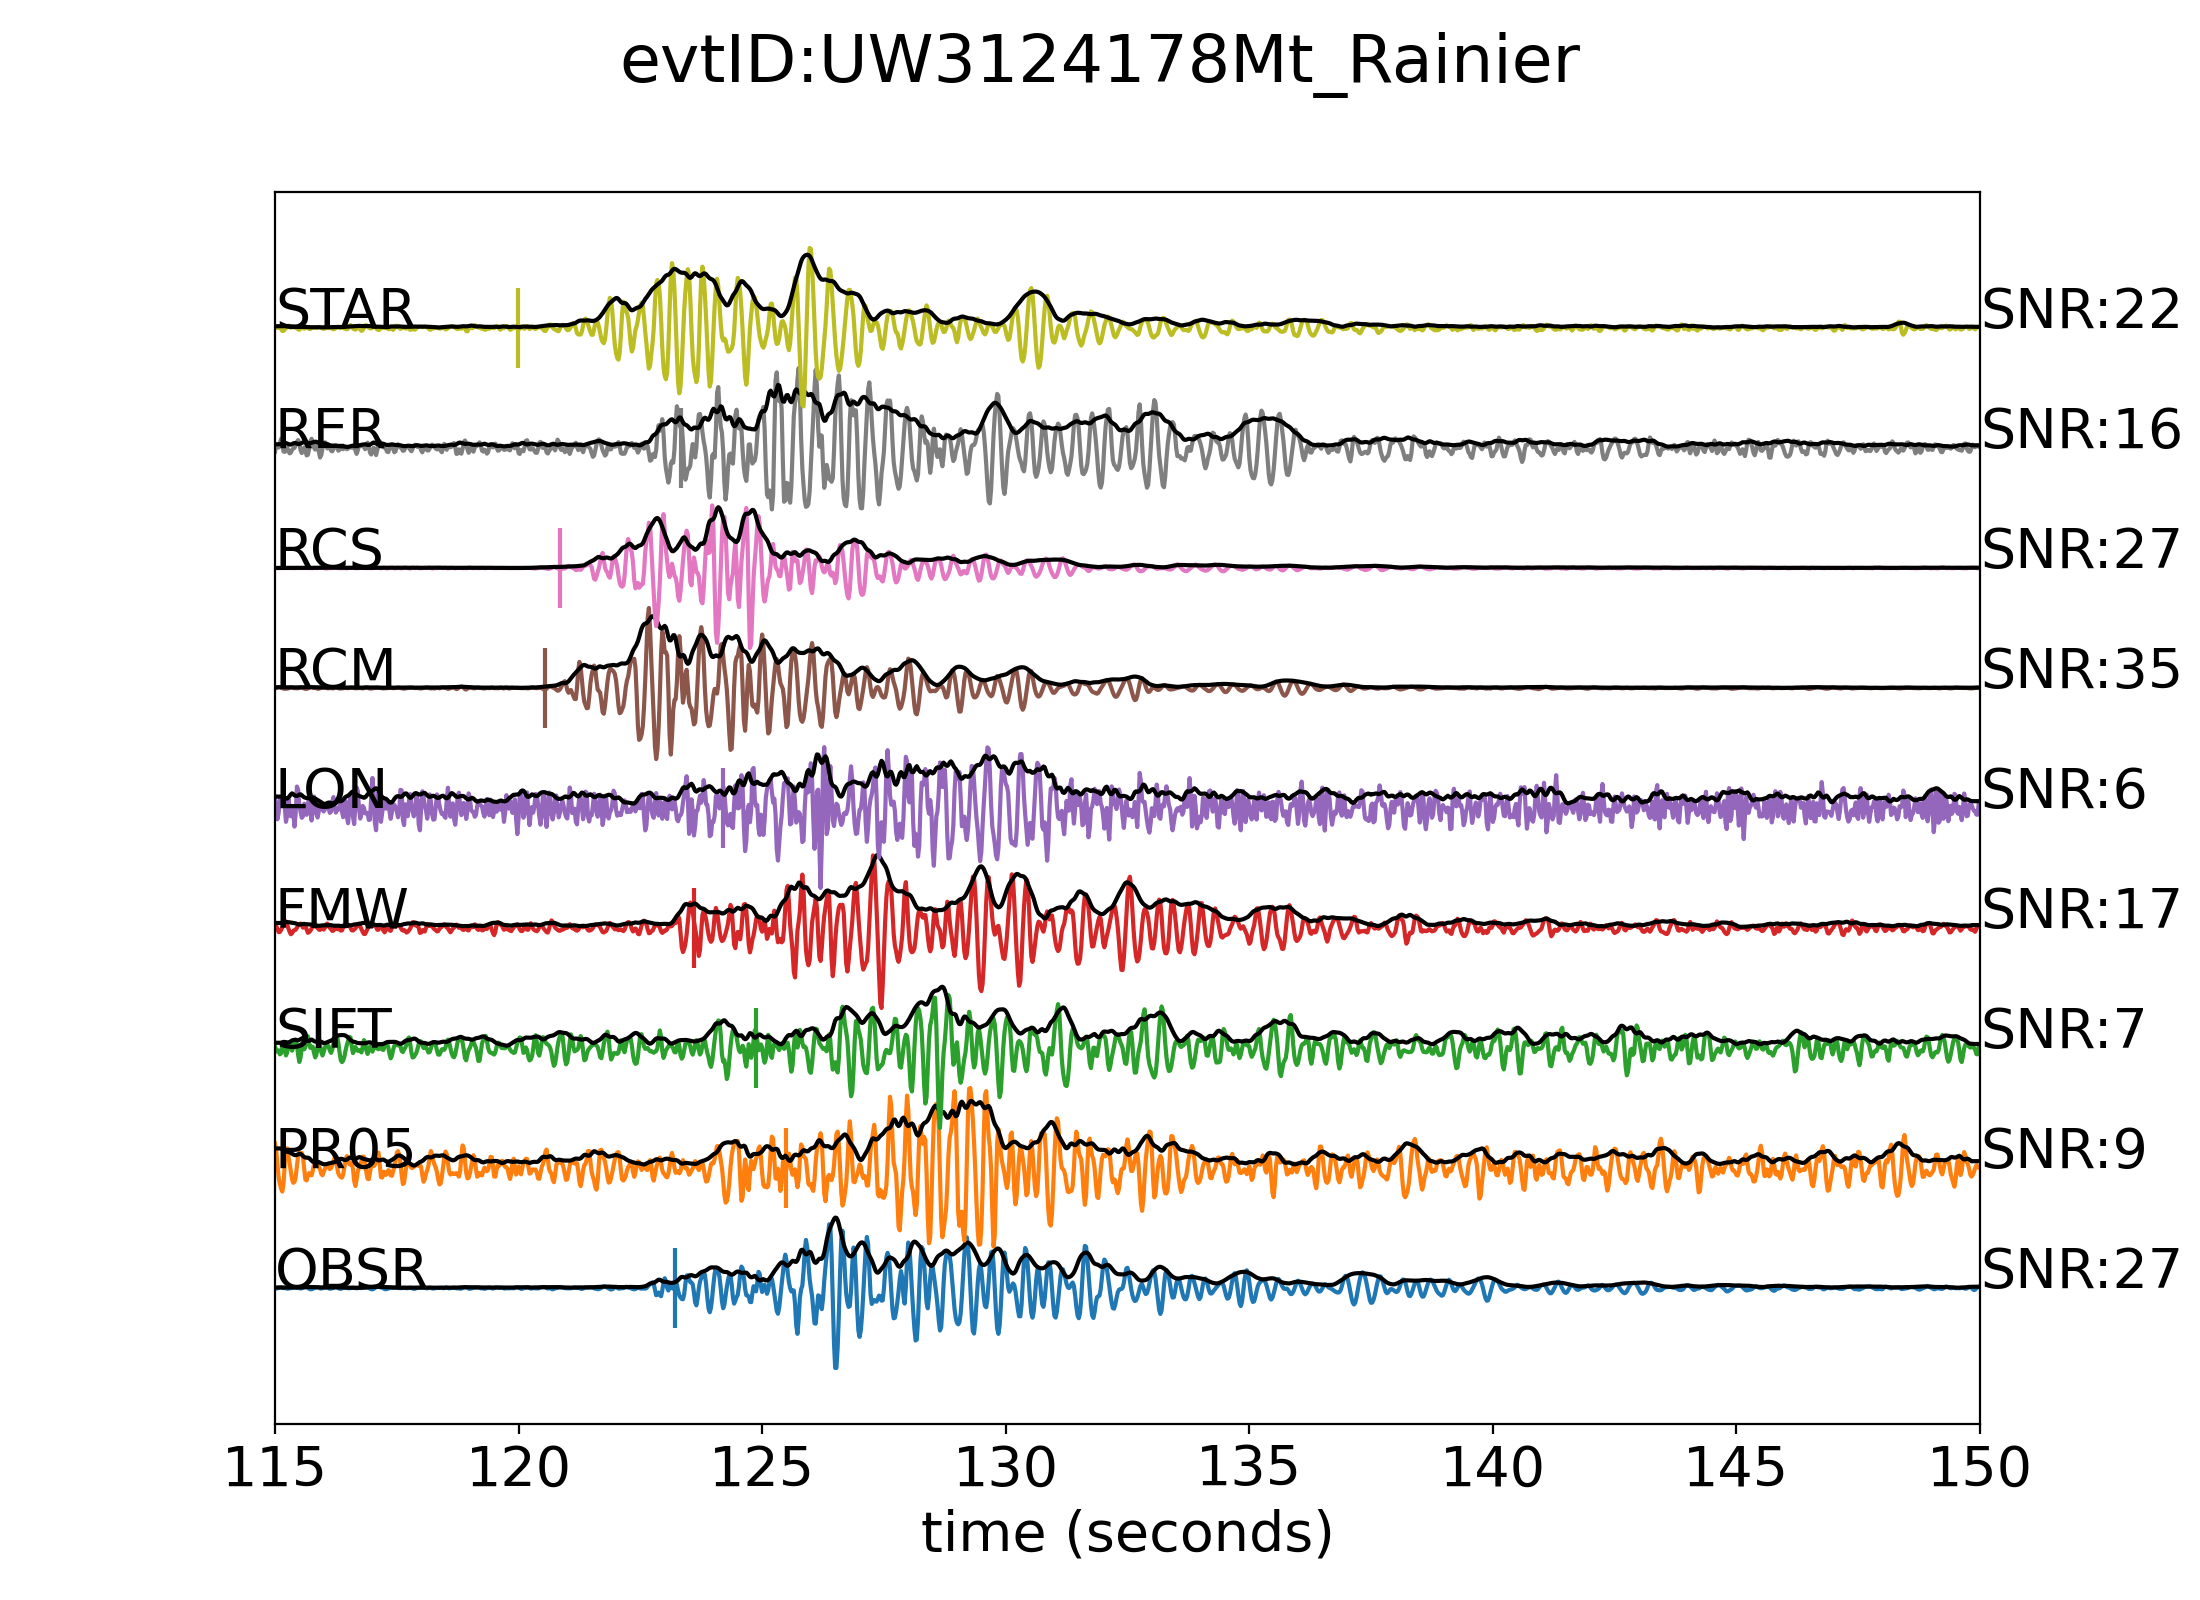 evtID:UW3124178Mt_Rainier
STAR SNR:22
RER SNR:16
RCS SNR:27
RCM SNR:35
LON SNR:6
FMW SNR:17
SIFT SNR:7
PR05 SNR:9
OBSR SNR:27
115 120 125 130 135 140 145 150
time (seconds)